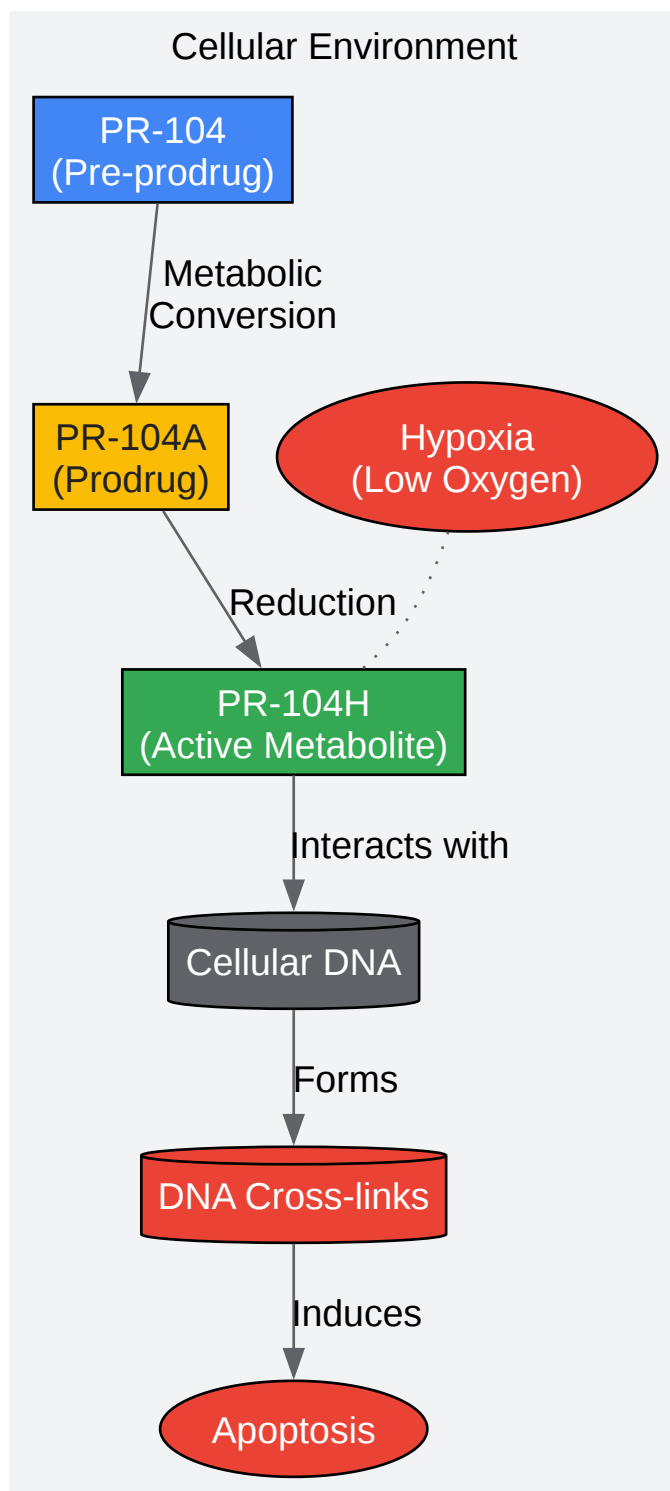 Cellular Environment
PR-104
(Pre-prodrug)
Metabolic
Conversion
PR-104A
(Prodrug)
Hypoxia
(Low Oxygen)
Reduction
PR-104H
(Active Metabolite)
Interacts with
Cellular DNA
Forms
DNA Cross-links
Induces
Apoptosis